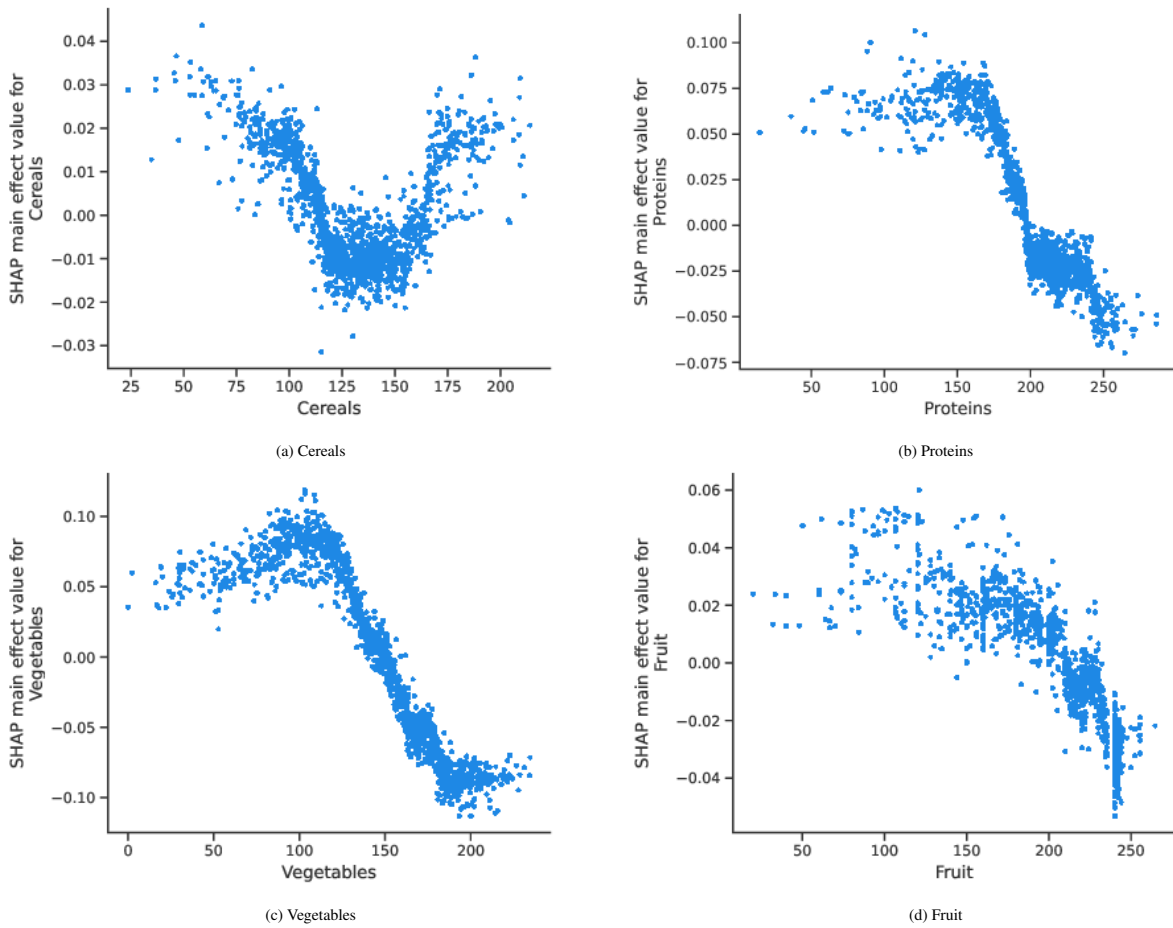 SHAP main effect value for
Cereals
0.04
0.03
0.02
0.01
0.00
−0.01
−0.02
−0.03
25 50 75 100 125 150 175 200
Cereals
(a) Cereals
SHAP main effect value for
Proteins
0.100
0.075
0.050
0.025
0.000
−0.025
−0.050
−0.075
50 100 150 200 250
Proteins
(b) Proteins
SHAP main effect value for
Vegetables
0.10
0.05
0.00
−0.05
−0.10
0 50 100 150 200
Vegetables
(c) Vegetables
SHAP main effect value for
Fruit
0.06
0.04
0.02
0.00
−0.02
−0.04
50 100 150 200 250
Fruit
(d) Fruit